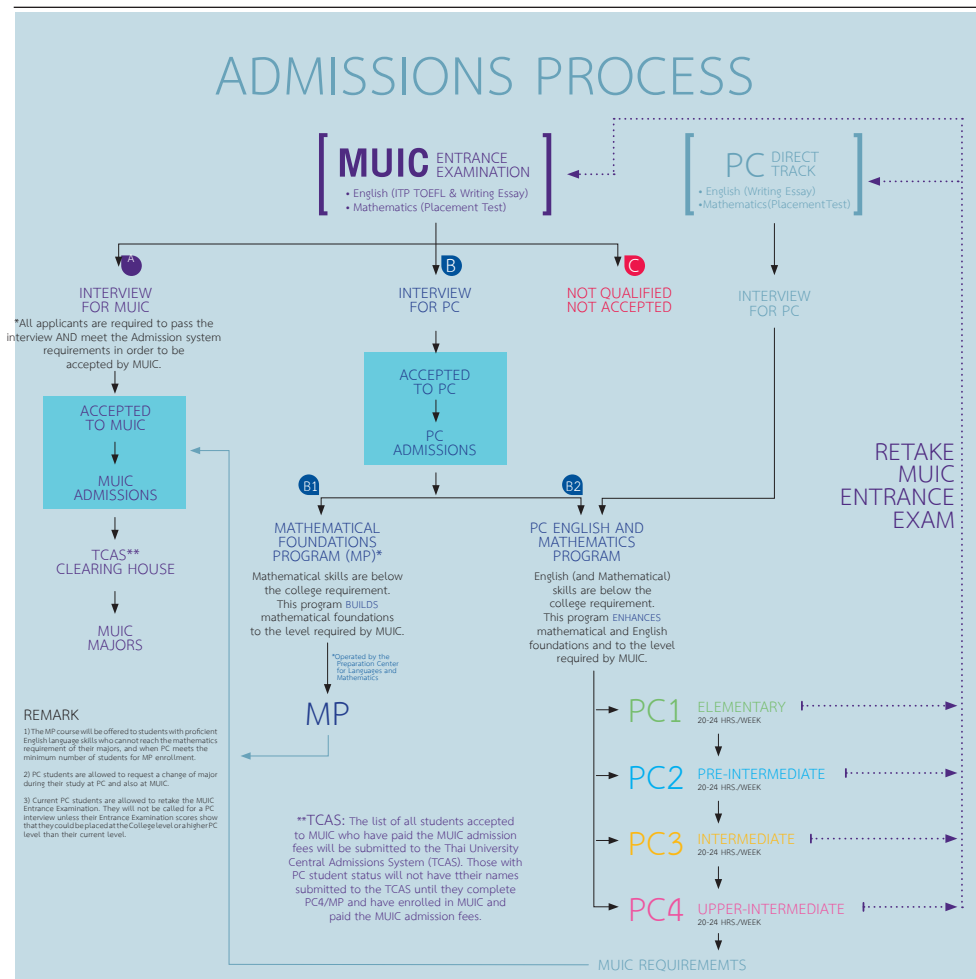 ADMISSIONS PROCESS
MUIC ENTRANCE
EXAMINATION
• English (ITP TOEFL & Writing Essay)
• Mathematics (Placement Test)
PC DIRECT
TRACK
• English (Writing Essay)
•Mathematics(Placement Test)
A
INTERVIEW
FOR MUIC
*All applicants are required to pass the
interview AND meet the Admission system
requirements in order to be
accepted by MUIC.
ACCEPTED
TO MUIC
MUIC
ADMISSIONS
TCAS**
CLEARING HOUSE
MUIC
MAJORS
B
INTERVIEW
FOR PC
ACCEPTED
TO PC
PC
ADMISSIONS
C
NOT QUALIFIED
NOT ACCEPTED
INTERVIEW
FOR PC
RETAKE
MUIC
ENTRANCE
EXAM
B1
MATHEMATICAL
FOUNDATIONS
PROGRAM (MP)*
Mathematical skills are below
the college requirement.
This program BUILDS
mathematical foundations
to the level required by MUIC.
*Operated by the
Preparation Center
for Languages and
Mathematics
MP
B2
PC ENGLISH AND
MATHEMATICS
PROGRAM
English (and Mathematical)
skills are below the
college requirement.
This program ENHANCES
mathematical and English
foundations and to the level
required by MUIC.
PC1 ELEMENTARY
20-24 HRS./WEEK
PC2 PRE-INTERMEDIATE
20-24 HRS./WEEK
PC3 INTERMEDIATE
20-24 HRS./WEEK
PC4 UPPER-INTERMEDIATE
20-24 HRS./WEEK
MUIC REQUIREMEMTS
REMARK
1) The MP course will be offered to students with proficient
English language skills who cannot reach the mathematics
requirement of their majors, and when PC meets the
minimum number of students for MP enrollment.
2) PC students are allowed to request a change of major
during their study at PC and also at MUIC.
3) Current PC students are allowed to retake the MUIC
Entrance Examination. They will not be called for a PC
interview unless their Entrance Examination scores show
that they could be placed at the College level or a higher PC
level than their current level.
**TCAS: The list of all students accepted
to MUIC who have paid the MUIC admission
fees will be submitted to the Thai University
Central Admissions System (TCAS). Those with
PC student status will not have ttheir names
submitted to the TCAS until they complete
PC4/MP and have enrolled in MUIC and
paid the MUIC admission fees.